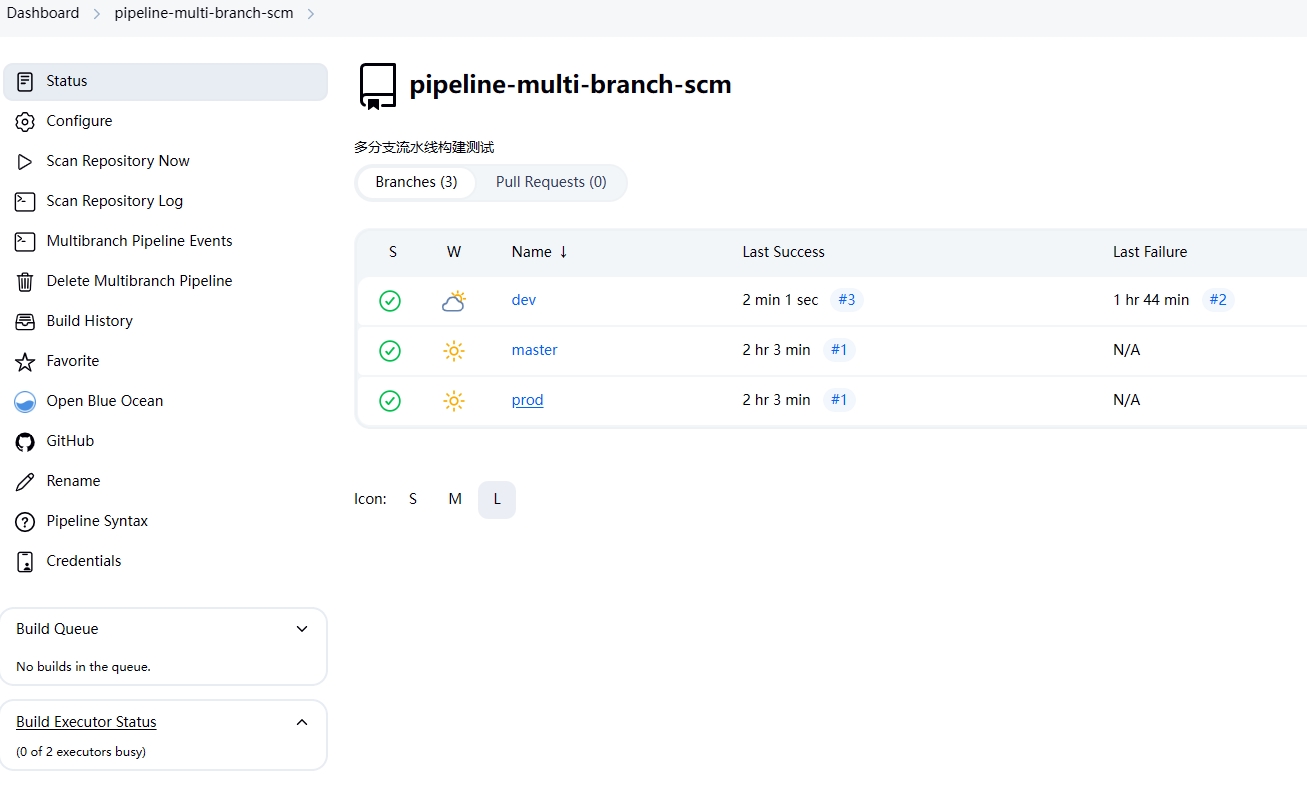 Dashboard > pipeline-multi-branch-scm >
Status
Configure
Scan Repository Now
Scan Repository Log
Multibranch Pipeline Events
Delete Multibranch Pipeline
Build History
Favorite
Open Blue Ocean
GitHub
Rename
Pipeline Syntax
Credentials
Build Queue
No builds in the queue.
Build Executor Status
(0 of 2 executors busy)
pipeline-multi-branch-scm
多分支流水线构建测试
Branches (3) Pull Requests (0)
S W Name ↓ Last Success Last Failure
dev 2 min 1 sec #3 1 hr 44 min #2
master 2 hr 3 min #1 N/A
prod 2 hr 3 min #1 N/A
Icon: S M L